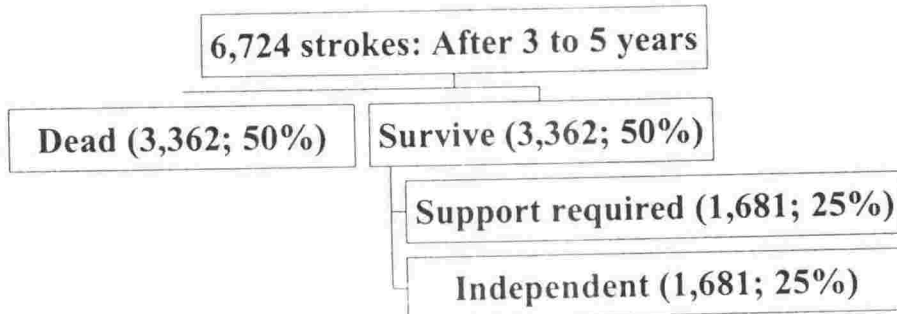 6,724 strokes: After 3 to 5 years
Dead (3,362; 50%)
Survive (3,362; 50%)
Support required (1,681; 25%)
Independent (1,681; 25%)